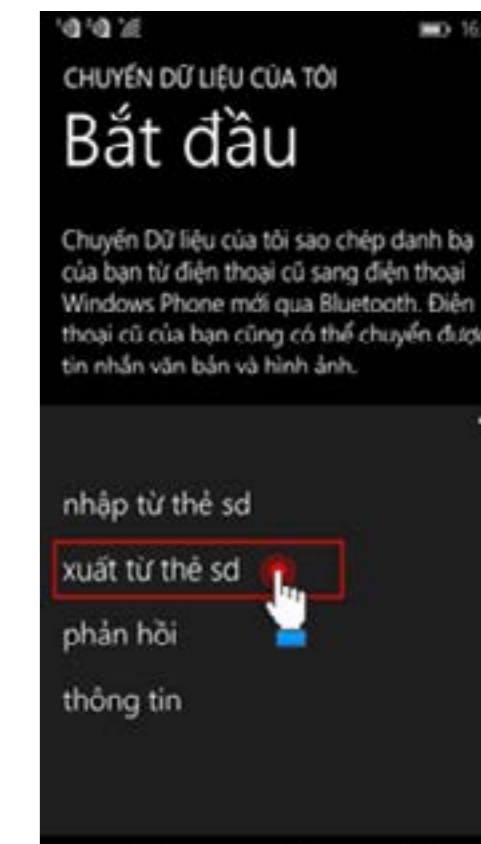 16
CHUYỂN DỮ LIỆU CỦA TÔI
Bắt đầu
Chuyển Dữ liệu của tôi sao chép danh bạ
của bạn từ điện thoại cũ sang điện thoại
Windows Phone mới qua Bluetooth. Điện
thoại cũ của bạn cũng có thể chuyển được
tin nhắn văn bản và hình ảnh.
nhập từ thẻ sd
xuất từ thẻ sd
phản hồi
thông tin